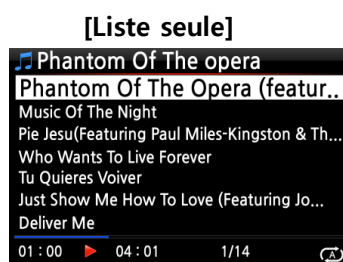 [Liste seule]
Phantom Of The opera
Phantom Of The Opera (featur..
Music Of The Night
Pie Jesu(Featuring Paul Miles-Kingston & Th...
Who Wants To Live Forever
Tu Quieres Voiver
Just Show Me How To Love (Featuring Jo...
Deliver Me
01 : 00 04 : 01 1/14 A